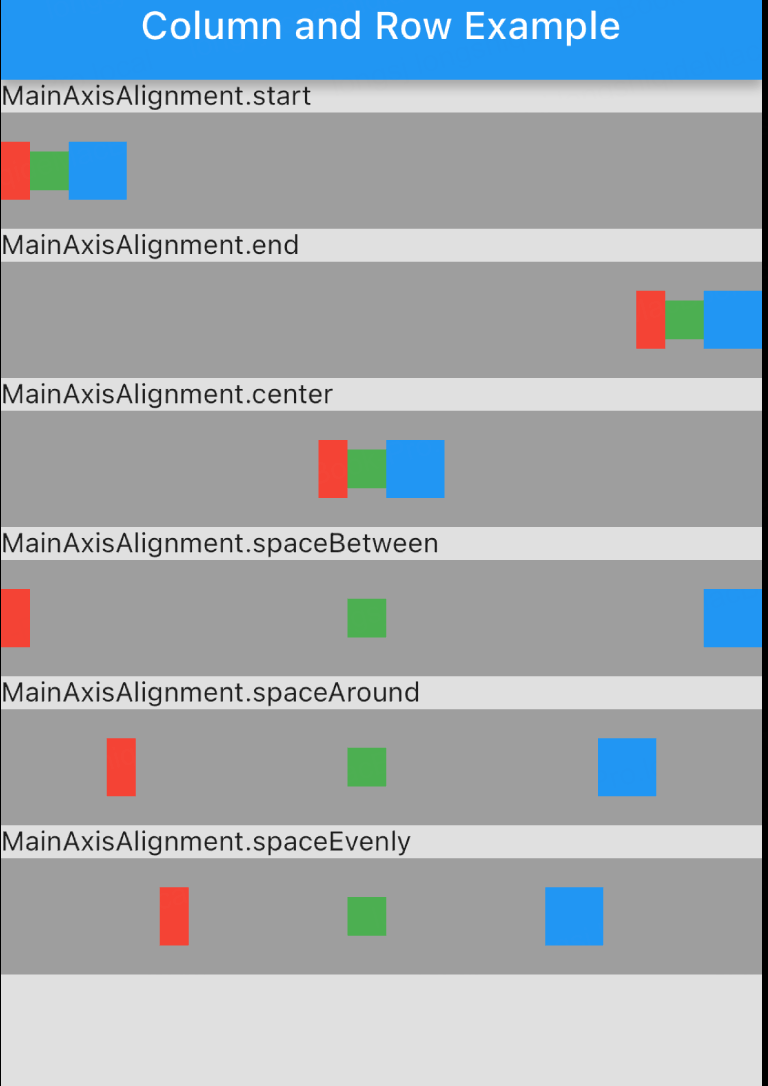 Column and Row Example
MainAxisAlignment.start
MainAxisAlignment.end
MainAxisAlignment.center
MainAxisAlignment.spaceBetween
MainAxisAlignment.spaceAround
MainAxisAlignment.spaceEvenly